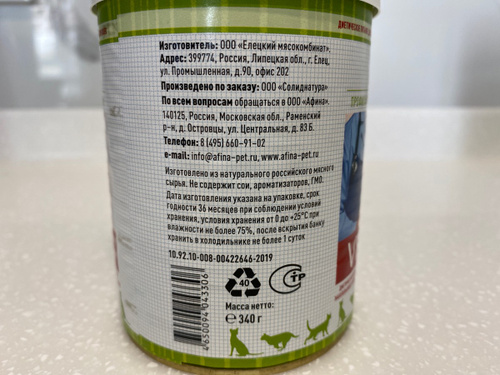 Изготовитель: ООО «Елецкий мясокомбинат».
Адрес: 399774, Россия, Липецкая обл., г. Елец,
ул. Промышленная, д.90, офис 202
Произведено по заказу: ООО «Солиднатура»
По всем вопросам обращаться в ООО «Афина».
140125, Россия, Московская обл., Раменский
р-н, д. Островцы, ул. Центральная, д. 83 Б.
Телефон: 8 (495) 660-91-02
e-mail: info@afina-pet.ru, www.afina-pet.ru
Изготовлено из натурального российского мясного
сырья. Не содержит сои, ароматизаторов, ГМО.
Дата изготовления указана на упаковке, срок
годности 36 месяцев при соблюдении условий
хранения, условия хранения от 0 до +25°С при
влажности не более 75%, после вскрытия банку
хранить в холодильнике не более 1 суток
10.92.10-008-00422646-2019
4650094043306
40
СТР
Масса нетто:
℮340 г